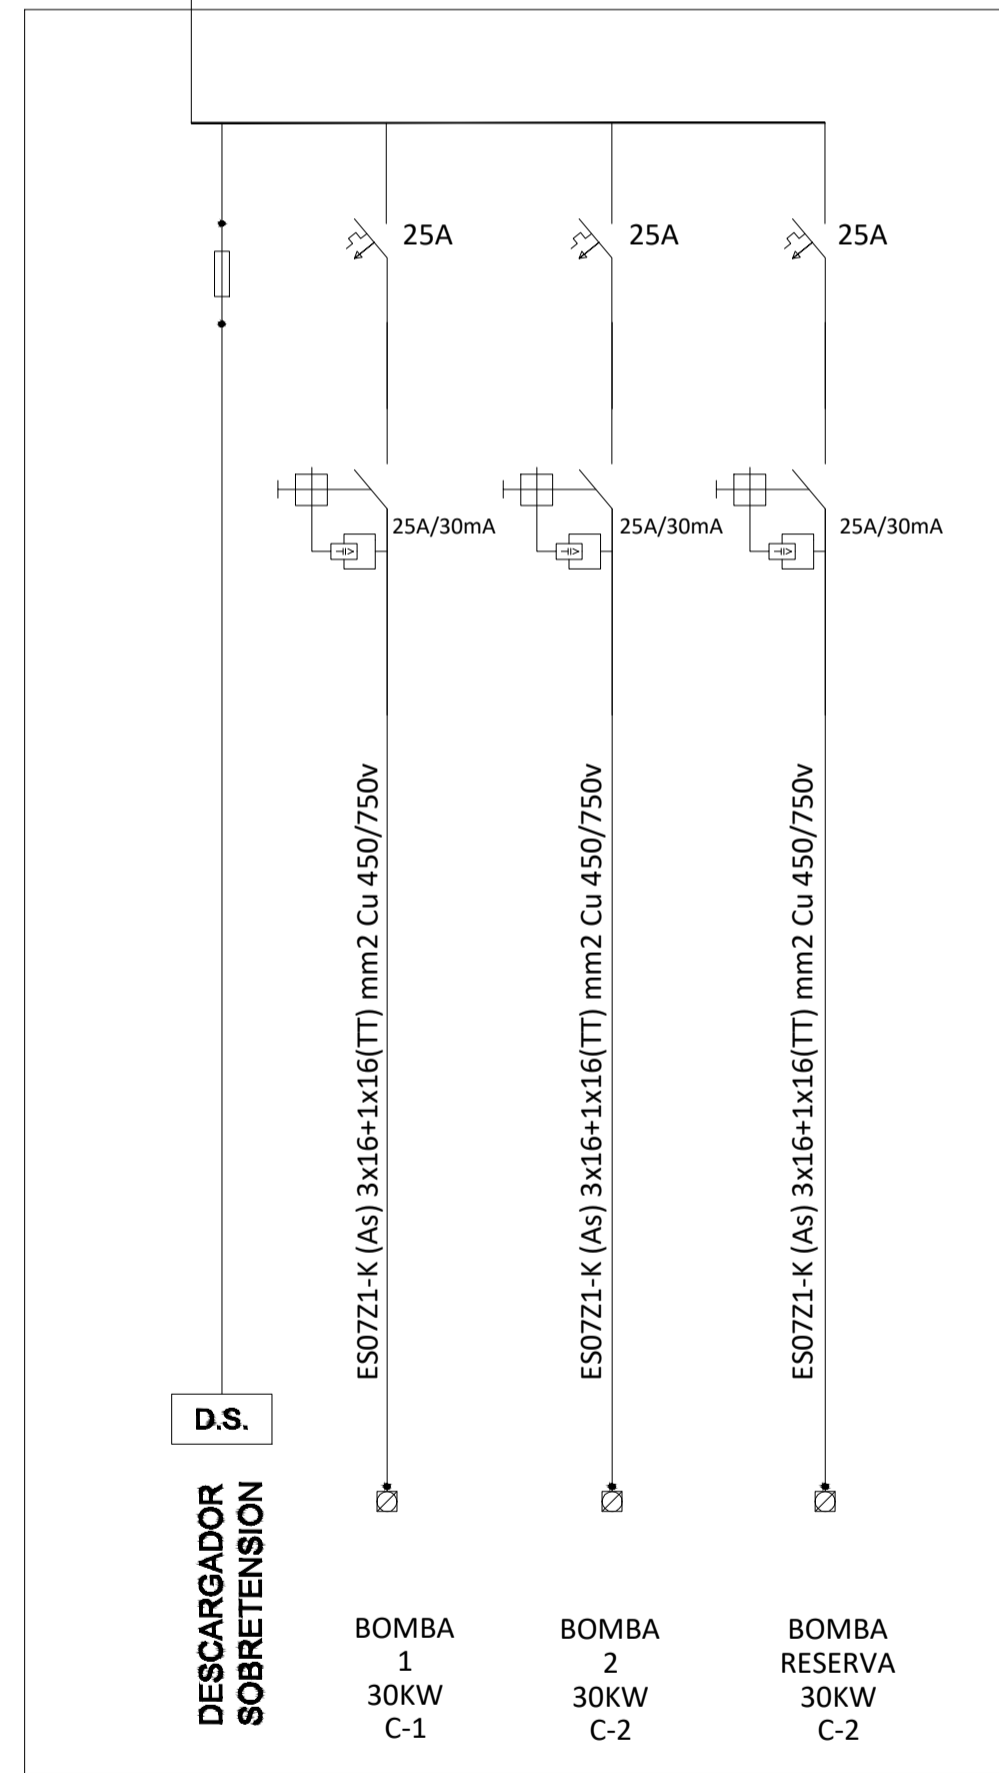 25A
25A
25A
25A/30mA
25A/30mA
25A/30mA
ES07Z1-K (As) 3x16+1x16(TT) mm2 Cu 450/750v
ES07Z1-K (As) 3x16+1x16(TT) mm2 Cu 450/750v
ES07Z1-K (As) 3x16+1x16(TT) mm2 Cu 450/750v
D.S.
DESCARGADOR
SOBRETENSION
BOMBA
1
30KW
C-1
BOMBA
2
30KW
C-2
BOMBA
RESERVA
30KW
C-2